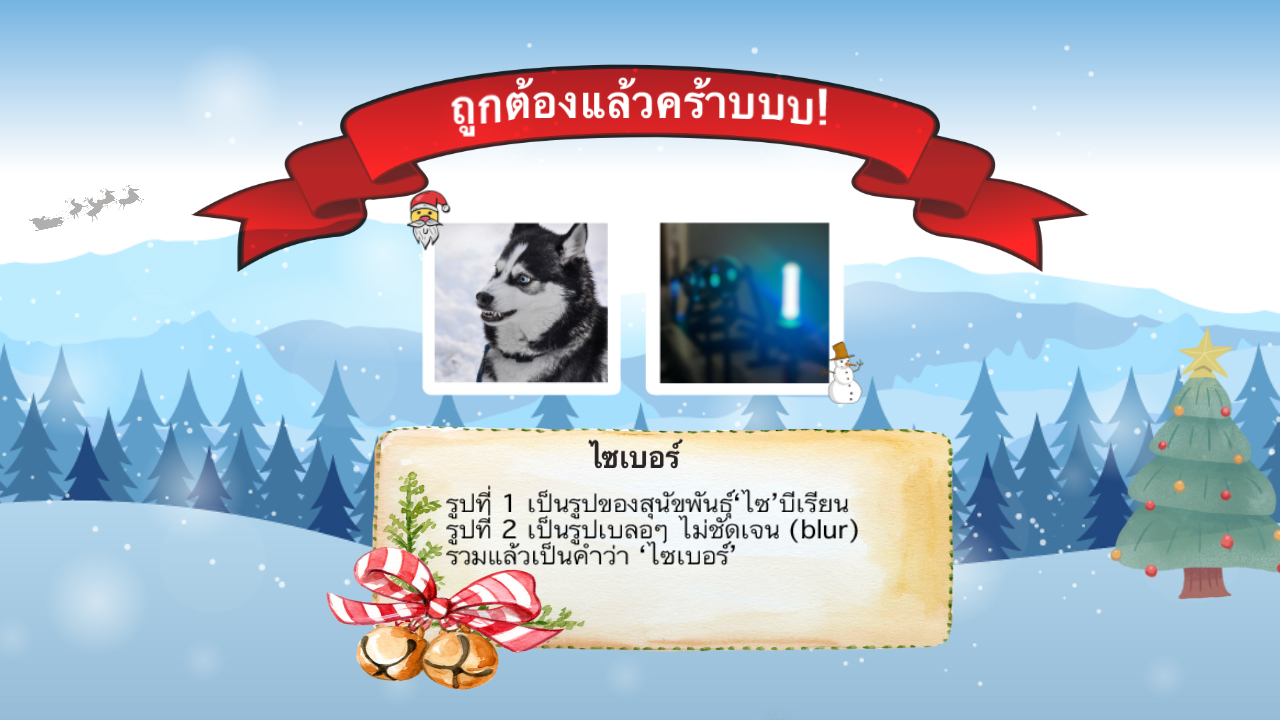 ถูกต้องแล้วคร้าบบบ!
ไซเบอร์
รูปที่ 1 เป็นรูปของสุนัขพันธุ์‘ไซ’บีเรียน
รูปที่ 2 เป็นรูปเบลอๆ ไม่ชัดเจน (blur)
รวมแล้วเป็นคำว่า ‘ไซเบอร์’